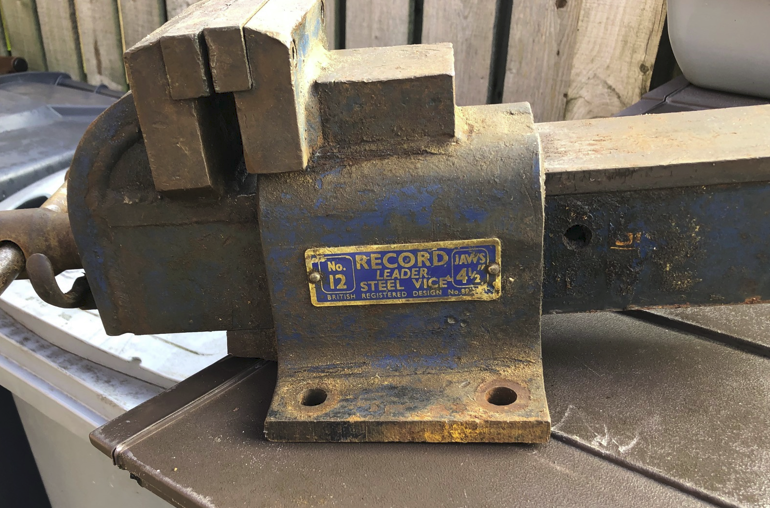 No. 12
RECORD
LEADER
STEEL VICE
JAWS 4½"
BRITISH REGISTERED DESIGN No.